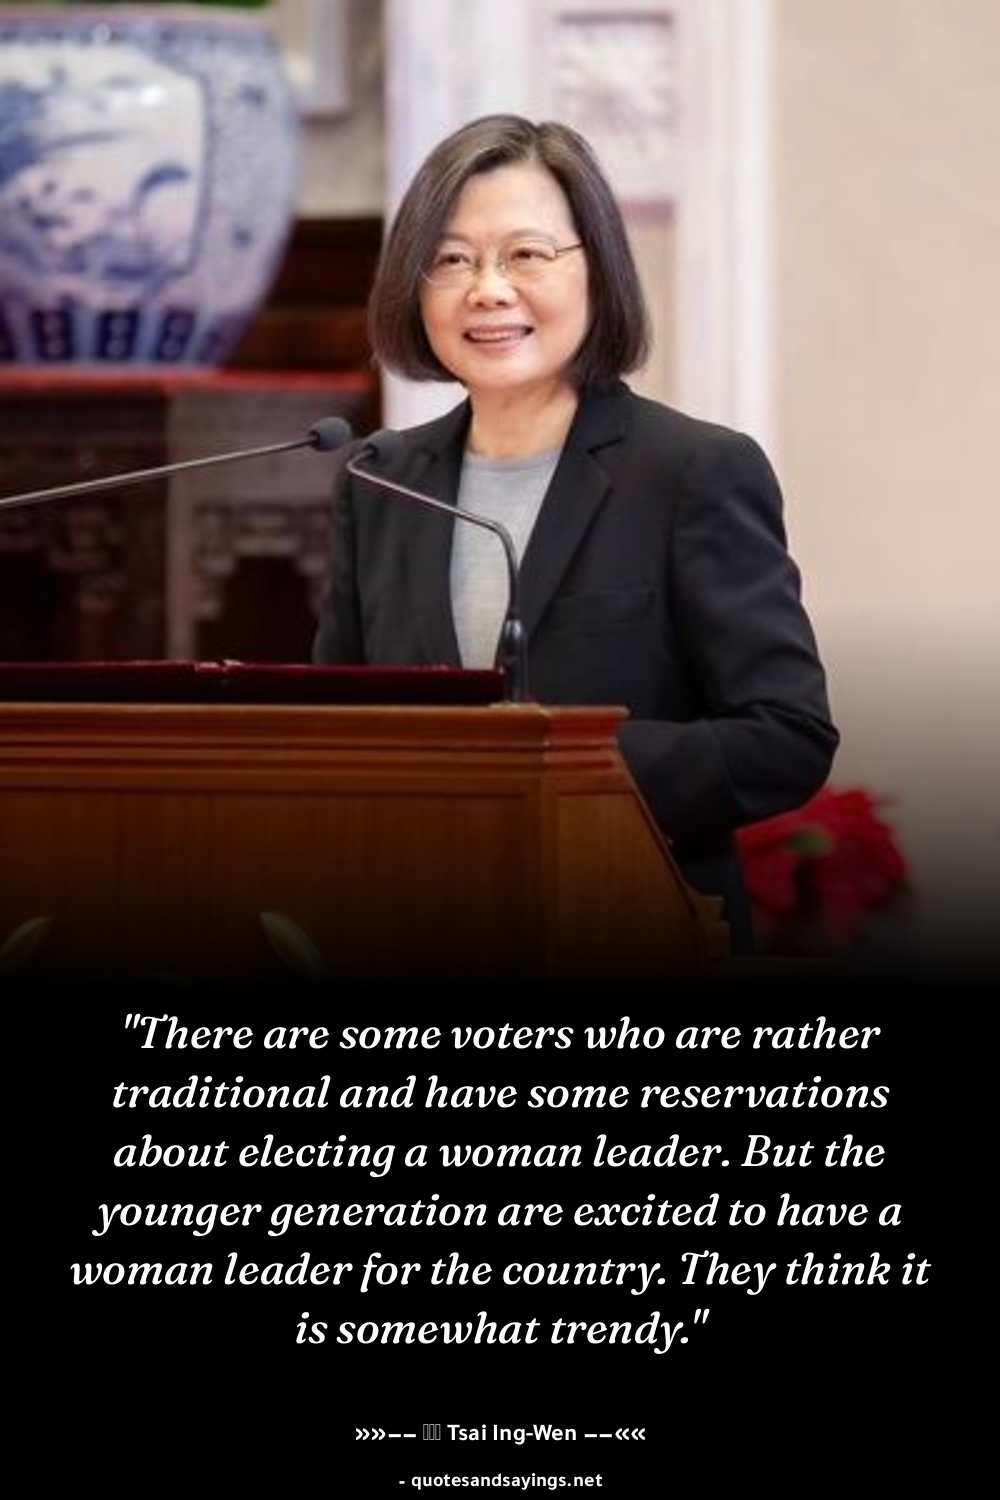 "There are some voters who are rather
traditional and have some reservations
about electing a woman leader. But the
younger generation are excited to have a
woman leader for the country. They think it
is somewhat trendy."
»»–– Tsai Ing-Wen ––««
- quotesandsayings.net